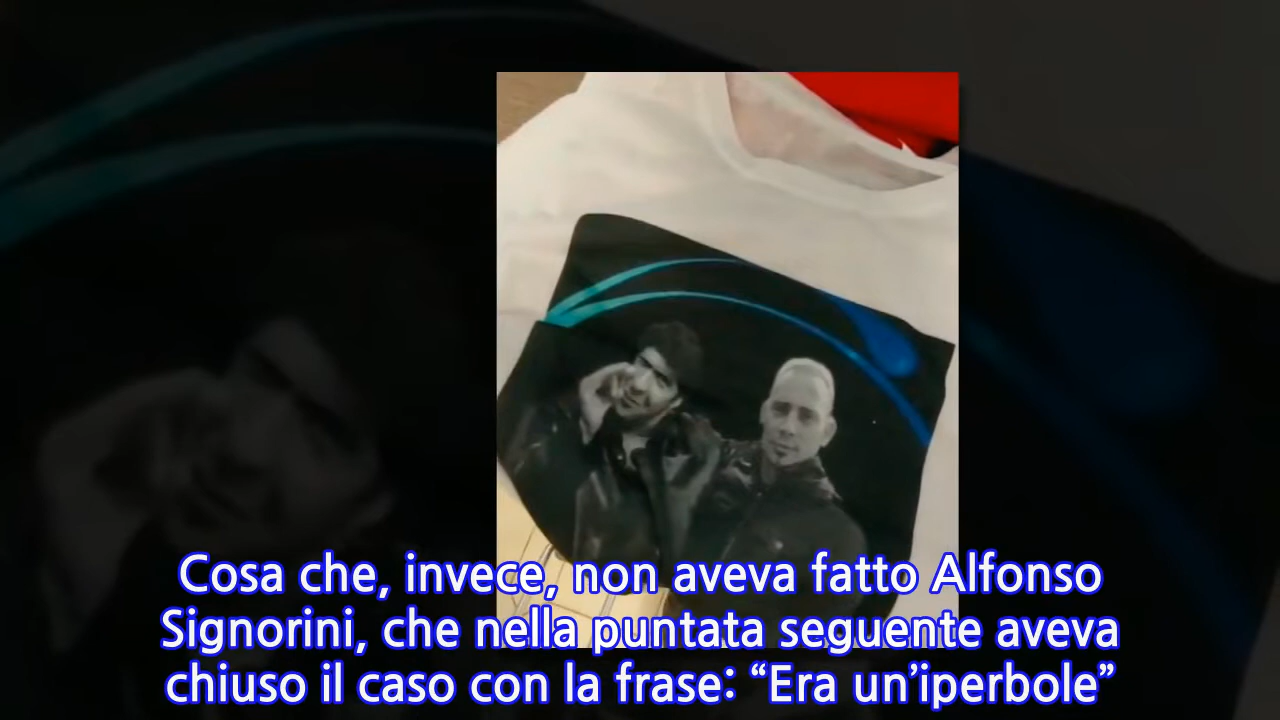 Cosa che, invece, non aveva fatto Alfonso
Signorini, che nella puntata seguente aveva
chiuso il caso con la frase: “Era un’iperbole”